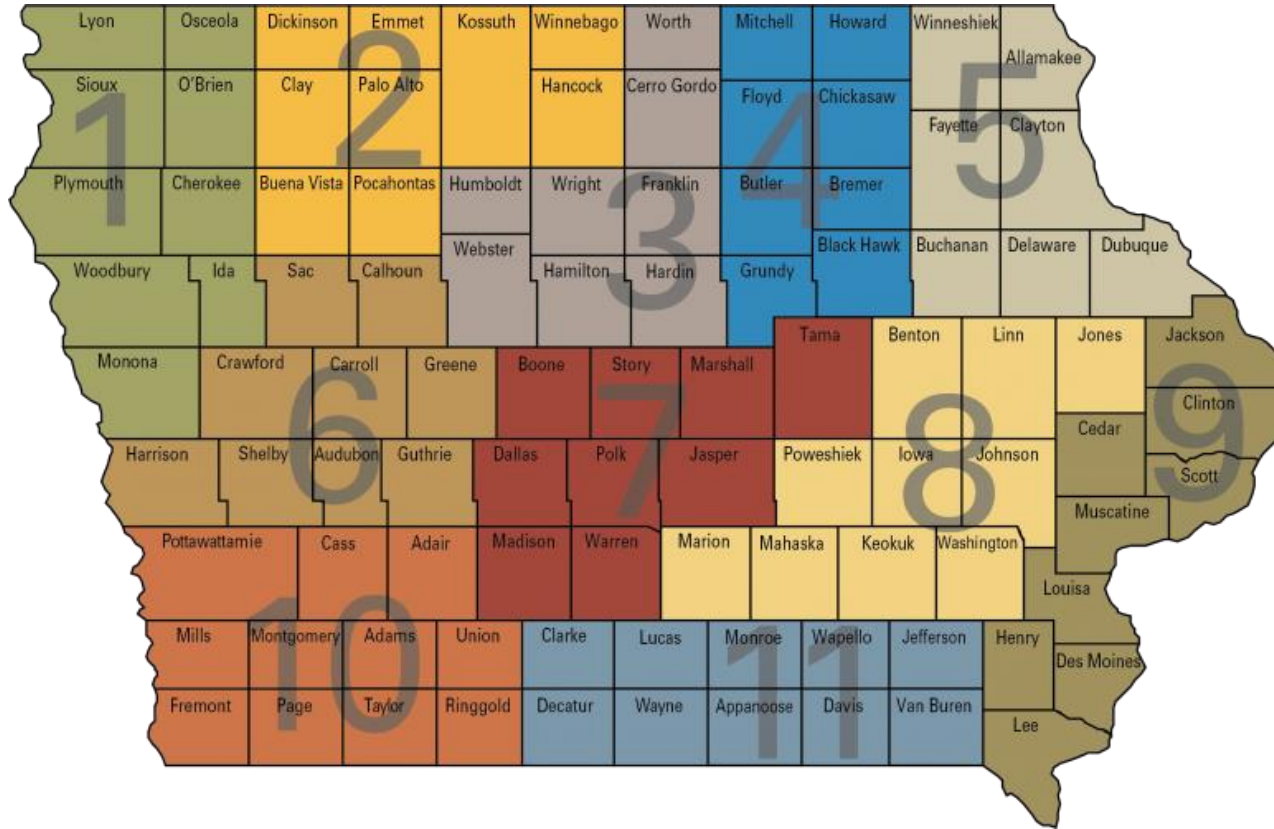 Lyon
Osceola
Dickinson
Emmet
Kossuth
Winnebago
Worth
Mitchell
Howard
Winneshiek
Allamakee
Sioux
O'Brien
Clay
Palo Alto
Hancock
Cerro Gordo
Floyd
Chickasaw
Fayette
Clayton
1
2
3
4
5
Plymouth
Cherokee
Buena Vista
Pocahontas
Humboldt
Wright
Franklin
Butler
Bremer
Webster
Black Hawk
Buchanan
Delaware
Dubuque
Woodbury
Ida
Sac
Calhoun
Hamilton
Hardin
Grundy
Tama
Benton
Linn
Jones
Jackson
Monona
Crawford
Carroll
Greene
Boone
Story
Marshall
Clinton
6
7
8
9
Cedar
Harrison
Shelby
Audubon
Guthrie
Dallas
Polk
Jasper
Poweshiek
Iowa
Johnson
Scott
Muscatine
Pottawattamie
Cass
Adair
Madison
Warren
Marion
Mahaska
Keokuk
Washington
Louisa
10
11
Mills
Montgomery
Adams
Union
Clarke
Lucas
Monroe
Wapello
Jefferson
Henry
Des Moines
Fremont
Page
Taylor
Ringgold
Decatur
Wayne
Appanoose
Davis
Van Buren
Lee